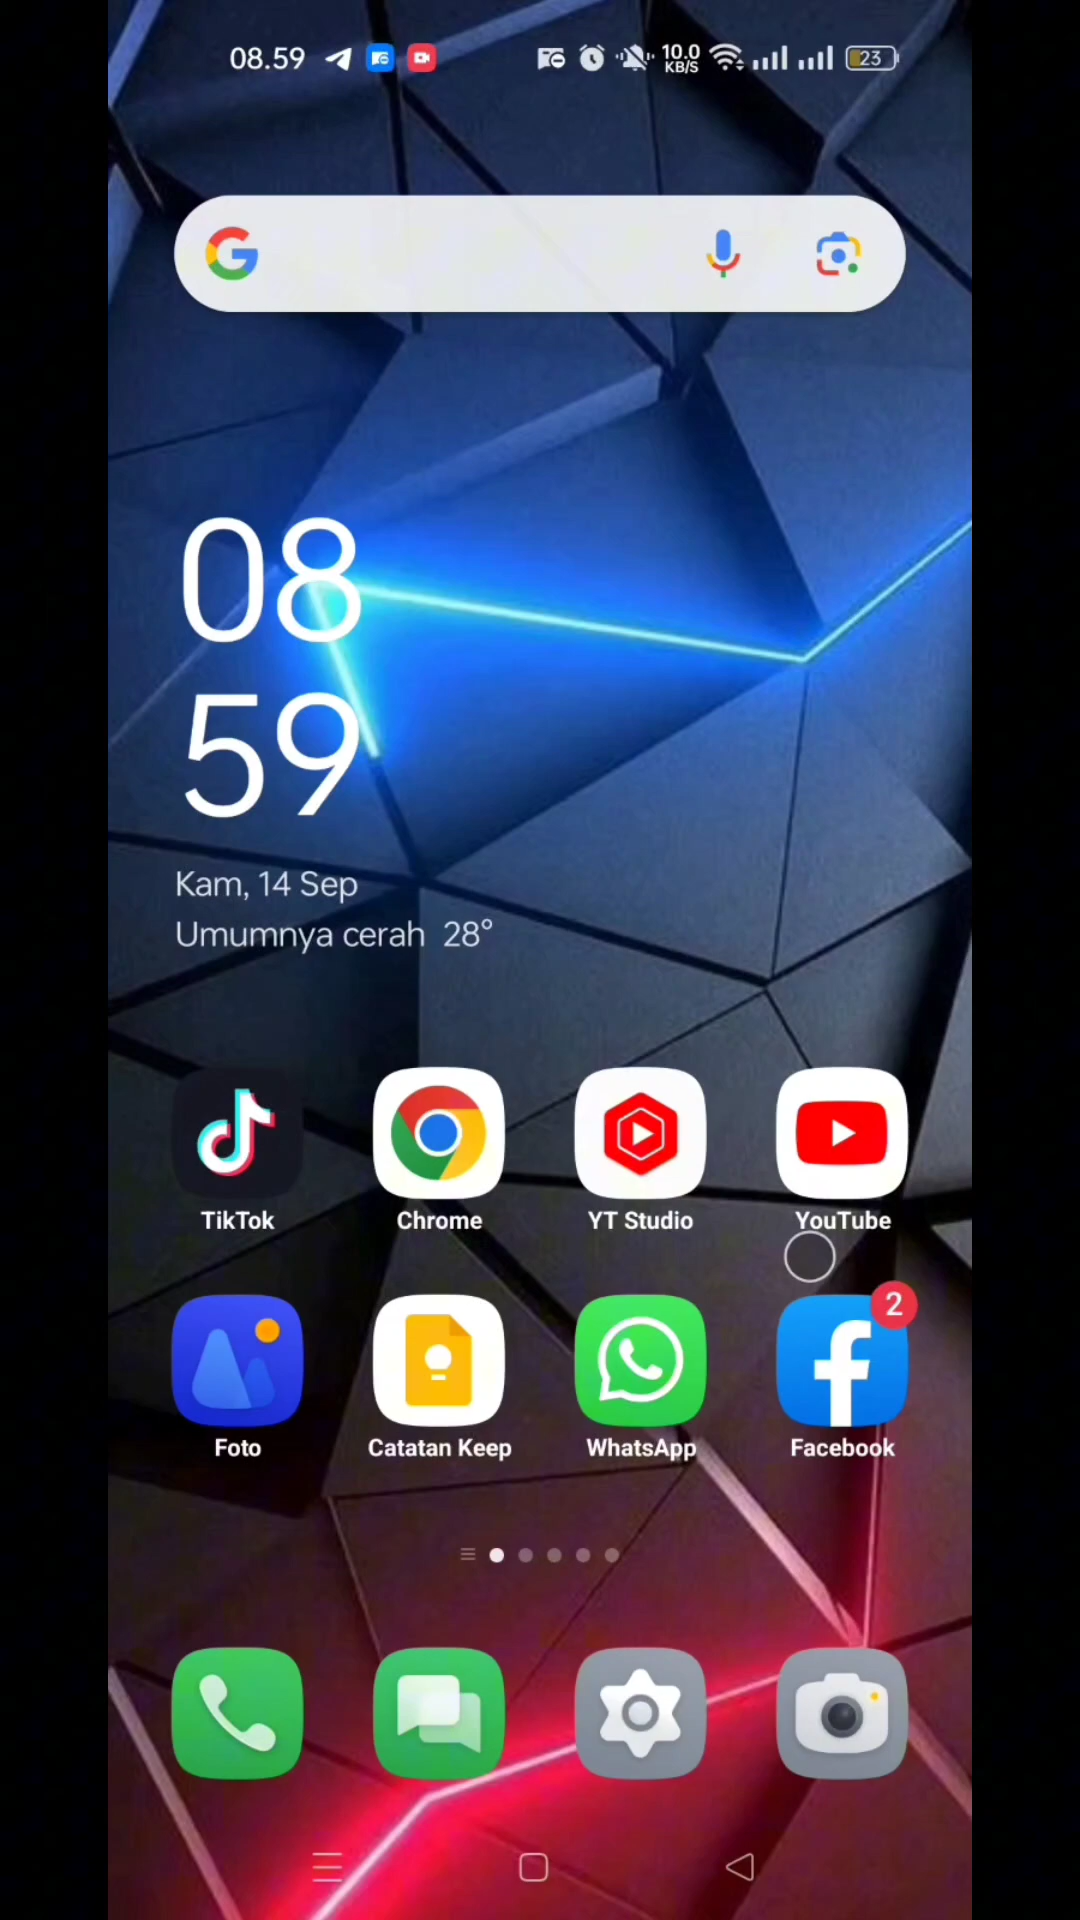 08.59 10.0 KB/S 23
08
59
Kam, 14 Sep
Umumnya cerah 28°
TikTok Chrome YT Studio YouTube
2
Foto Catatan Keep WhatsApp Facebook